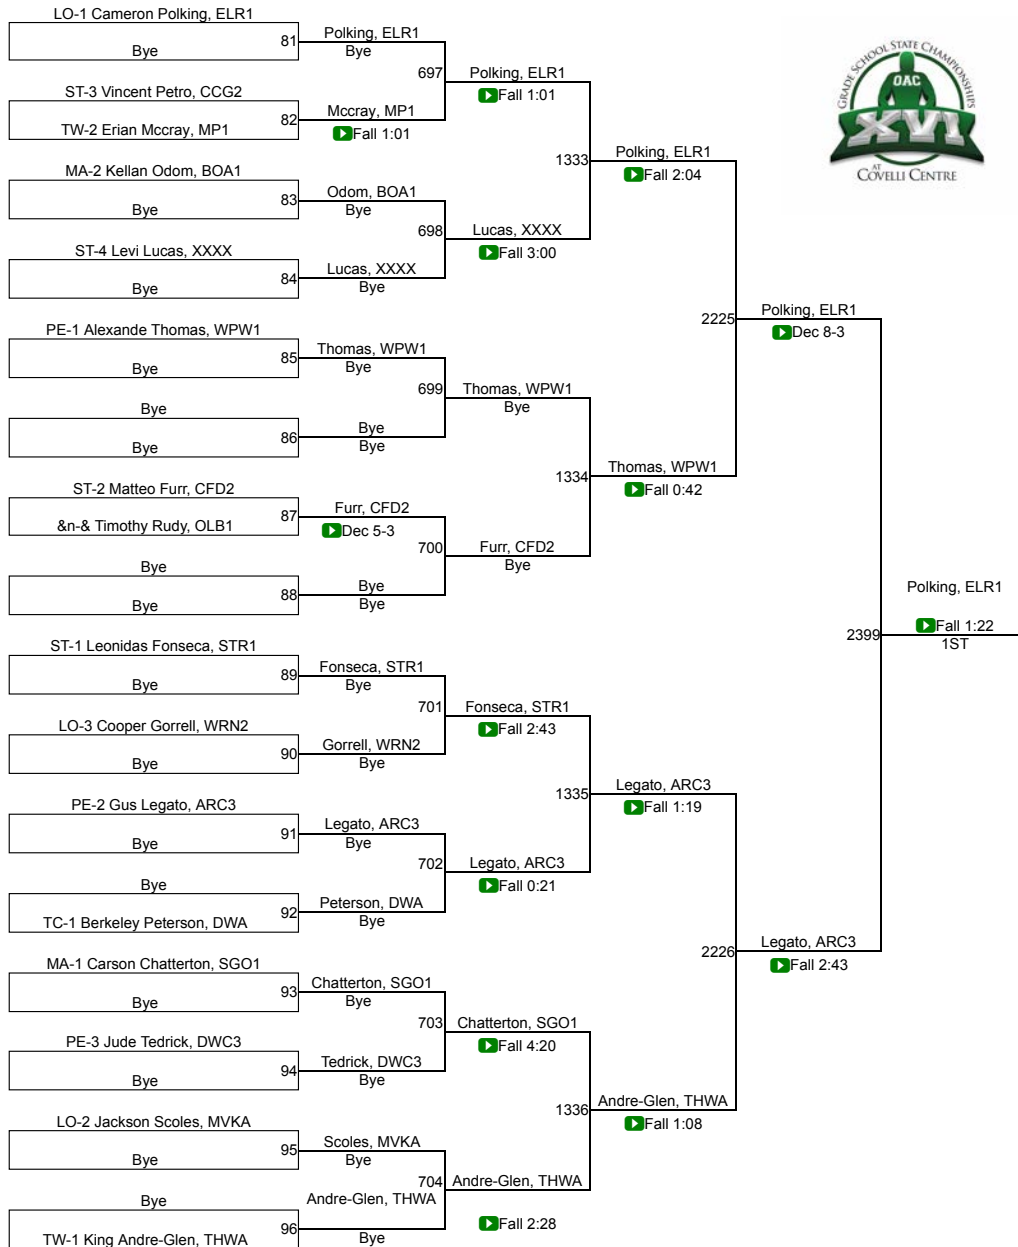 LO-1 Cameron Polking, ELR1
81
Bye
Polking, ELR1
Bye
697
Polking, ELR1
Fall 1:01
ST-3 Vincent Petro, CCG2
82
TW-2 Erian Mccray, MP1
Mccray, MP1
Fall 1:01
1333
Polking, ELR1
Fall 2:04
MA-2 Kellan Odom, BOA1
83
Bye
Odom, BOA1
Bye
698
Lucas, XXXX
Fall 3:00
ST-4 Levi Lucas, XXXX
84
Bye
Lucas, XXXX
Bye
2225
Polking, ELR1
Dec 8-3
PE-1 Alexande Thomas, WPW1
85
Bye
Thomas, WPW1
Bye
699
Thomas, WPW1
Bye
Bye
86
Bye
Bye
Bye
1334
Thomas, WPW1
Fall 0:42
ST-2 Matteo Furr, CFD2
87
&n-& Timothy Rudy, OLB1
Furr, CFD2
Dec 5-3
700
Furr, CFD2
Bye
Bye
88
Bye
Bye
Bye
2399
Polking, ELR1
Fall 1:22
1ST
ST-1 Leonidas Fonseca, STR1
89
Bye
Fonseca, STR1
Bye
701
Fonseca, STR1
Fall 2:43
LO-3 Cooper Gorrell, WRN2
90
Bye
Gorrell, WRN2
Bye
1335
Legato, ARC3
Fall 1:19
PE-2 Gus Legato, ARC3
91
Bye
Legato, ARC3
Bye
702
Legato, ARC3
Fall 0:21
Bye
92
TC-1 Berkeley Peterson, DWA
Peterson, DWA
Bye
2226
Legato, ARC3
Fall 2:43
MA-1 Carson Chatterton, SGO1
93
Bye
Chatterton, SGO1
Bye
703
Chatterton, SGO1
Fall 4:20
PE-3 Jude Tedrick, DWC3
94
Bye
Tedrick, DWC3
Bye
1336
Andre-Glen, THWA
Fall 1:08
LO-2 Jackson Scoles, MVKA
95
Bye
Scoles, MVKA
Bye
704
Andre-Glen, THWA
Fall 2:28
Bye
96
TW-1 King Andre-Glen, THWA
Andre-Glen, THWA
Bye
GRADE SCHOOL STATE CHAMPIONSHIPS
OAC
XVI
AT
COVELLI CENTRE